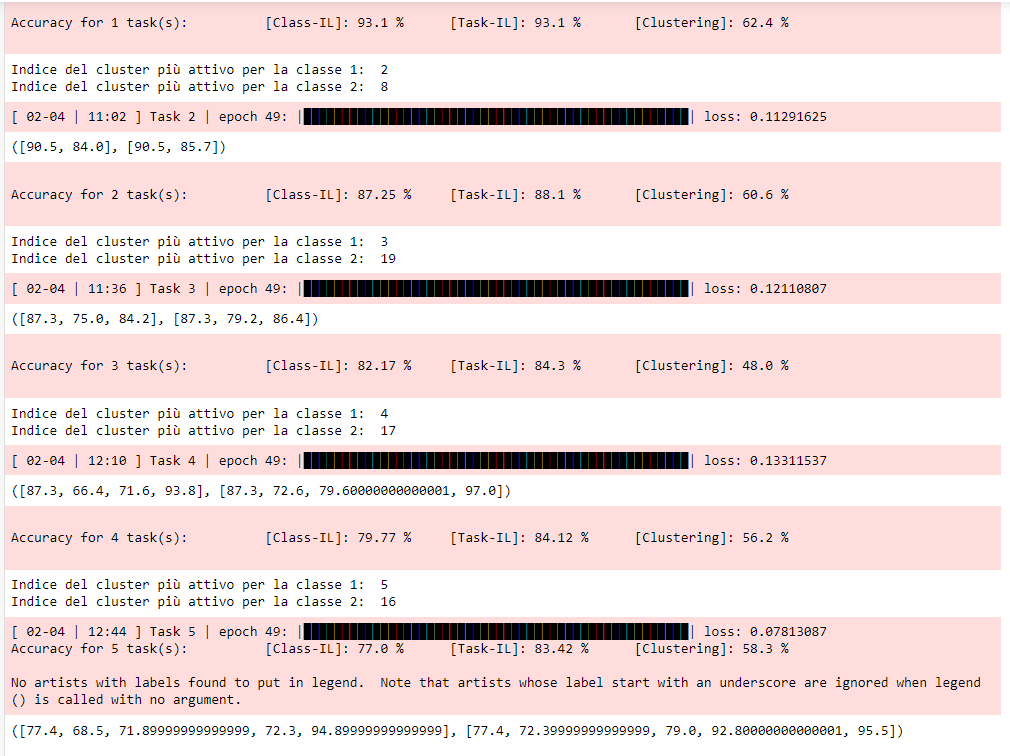 Accuracy for 1 task(s): [Class-IL]: 93.1 % [Task-IL]: 93.1 % [Clustering]: 62.4 %
Indice del cluster più attivo per la classe 1: 2
Indice del cluster più attivo per la classe 2: 8
[ 02-04 | 11:02 ] Task 2 | epoch 49: || loss: 0.11291625
([90.5, 84.0], [90.5, 85.7])
Accuracy for 2 task(s): [Class-IL]: 87.25 % [Task-IL]: 88.1 % [Clustering]: 60.6 %
Indice del cluster più attivo per la classe 1: 3
Indice del cluster più attivo per la classe 2: 19
[ 02-04 | 11:36 ] Task 3 | epoch 49: || loss: 0.12110807
([87.3, 75.0, 84.2], [87.3, 79.2, 86.4])
Accuracy for 3 task(s): [Class-IL]: 82.17 % [Task-IL]: 84.3 % [Clustering]: 48.0 %
Indice del cluster più attivo per la classe 1: 4
Indice del cluster più attivo per la classe 2: 17
[ 02-04 | 12:10 ] Task 4 | epoch 49: || loss: 0.13311537
([87.3, 66.4, 71.6, 93.8], [87.3, 72.6, 79.60000000000001, 97.0])
Accuracy for 4 task(s): [Class-IL]: 79.77 % [Task-IL]: 84.12 % [Clustering]: 56.2 %
Indice del cluster più attivo per la classe 1: 5
Indice del cluster più attivo per la classe 2: 16
[ 02-04 | 12:44 ] Task 5 | epoch 49: || loss: 0.07813087
Accuracy for 5 task(s): [Class-IL]: 77.0 % [Task-IL]: 83.42 % [Clustering]: 58.3 %
No artists with labels found to put in legend.  Note that artists whose label start with an underscore are ignored when legend
() is called with no argument.
([77.4, 68.5, 71.89999999999999, 72.3, 94.89999999999999], [77.4, 72.39999999999999, 79.0, 92.80000000000001, 95.5])